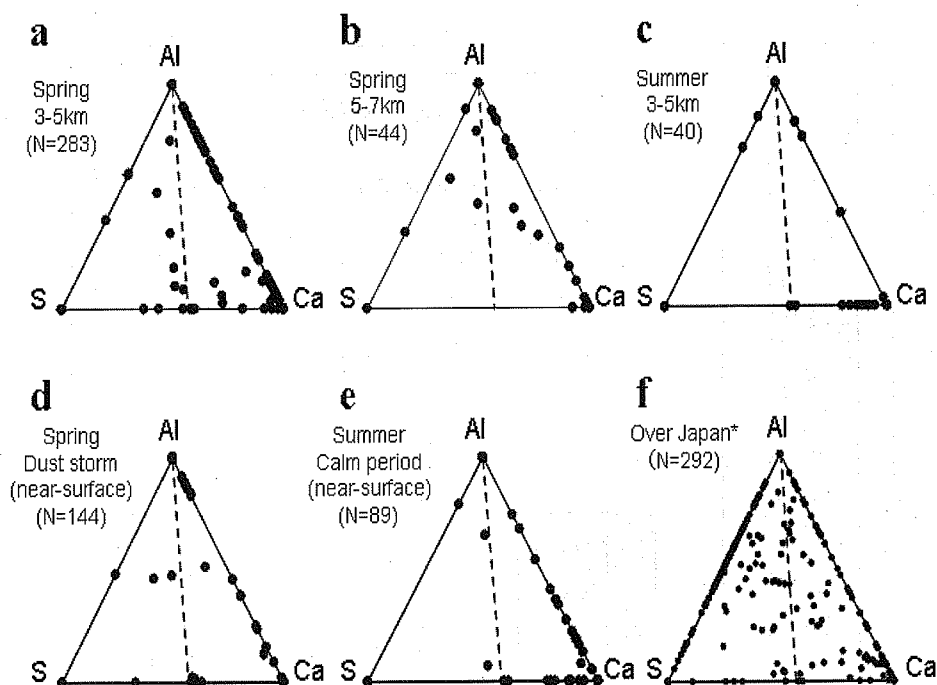 a
Al
Spring
3-5km
(N=283)
S
Ca
b
Al
Spring
5-7km
(N=44)
S
Ca
c
Al
Summer
3-5km
(N=40)
S
Ca
d
Al
Spring
Dust storm
(near-surface)
(N=144)
S
Ca
e
Al
Summer
Calm period
(near-surface)
(N=89)
S
Ca
f
Al
Over Japan*
(N=292)
S
Ca